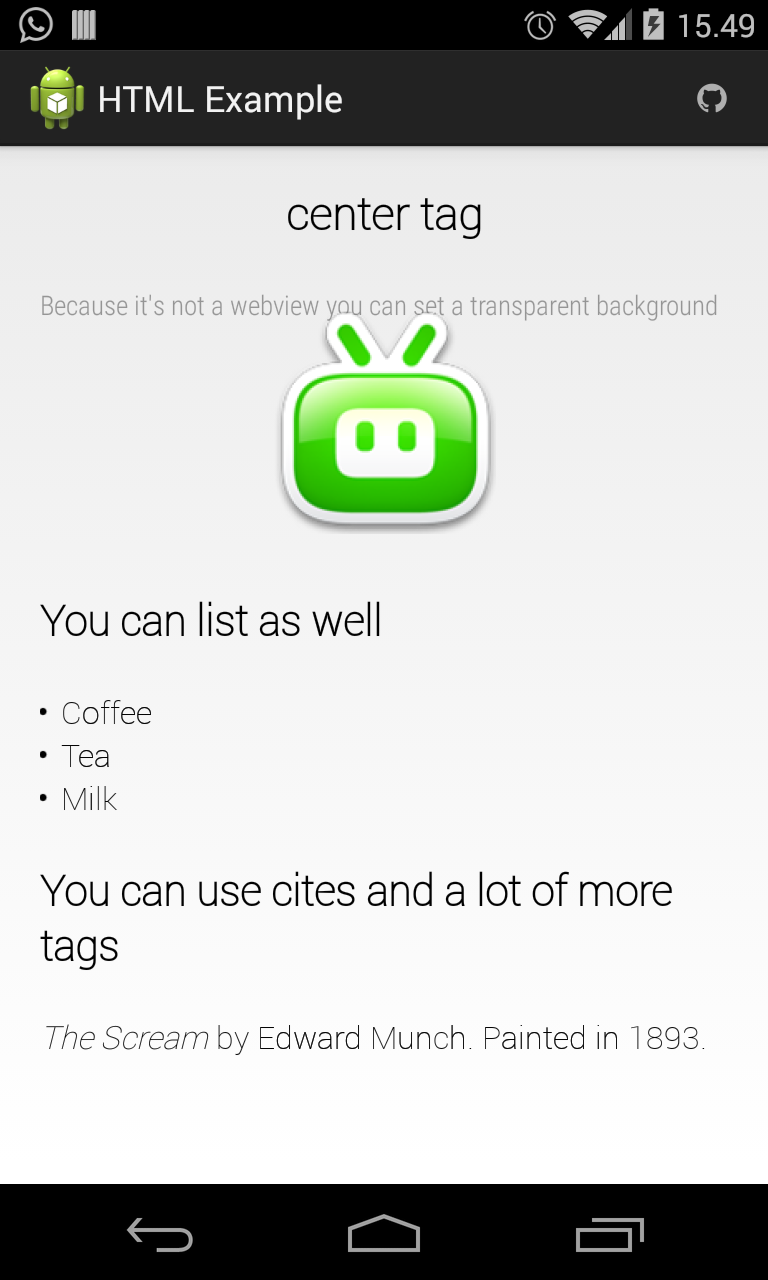 15.49
HTML Example
center tag
Because it's not a webview you can set a transparent background
You can list as well
• Coffee
• Tea
• Milk
You can use cites and a lot of more
tags
The Scream by Edward Munch. Painted in 1893.